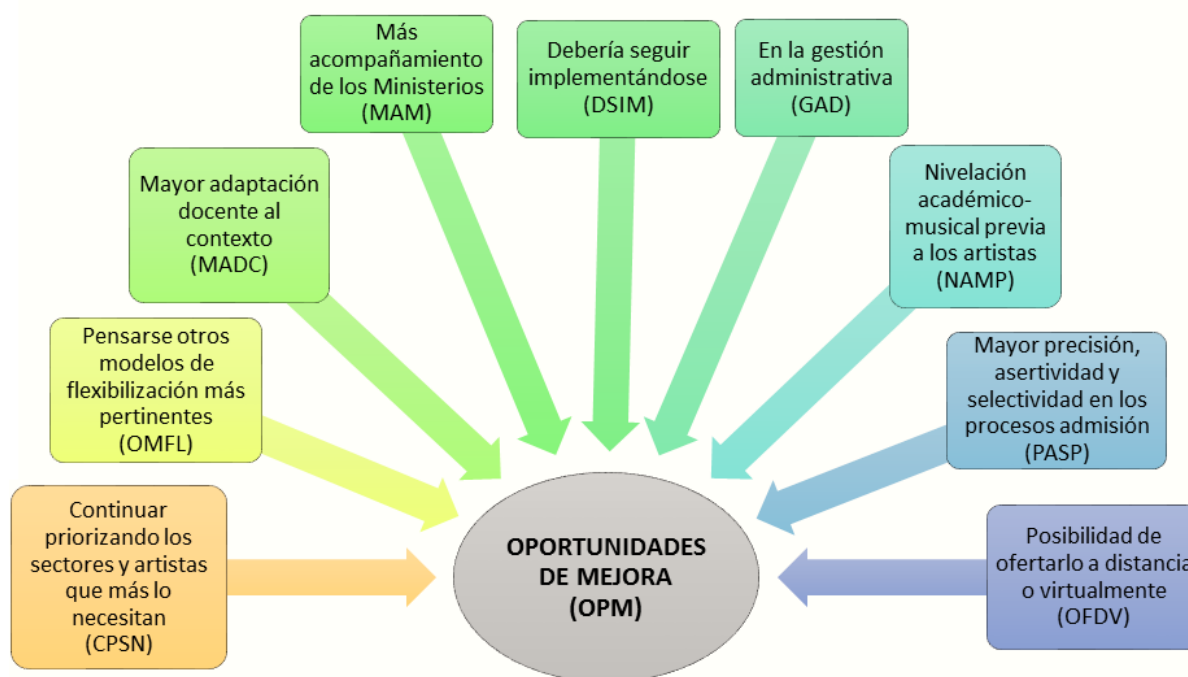 Más
acompañamiento
de los Ministerios
(MAM)
Debería seguir
implementándose
(DSIM)
En la gestión
administrativa
(GAD)
Mayor adaptación
docente al
contexto
(MADC)
Nivelación
académico-
musical previa
a los artistas
(NAMP)
Pensarse otros
modelos de
flexibilización más
pertinentes
(OMFL)
Mayor precisión,
asertividad y
selectividad en los
procesos admisión
(PASP)
Continuar
priorizando los
sectores y artistas
que más lo
necesitan
(CPSN)
OPORTUNIDADES
DE MEJORA
(OPM)
Posibilidad de
ofertarlo a distancia
o virtualmente
(OFDV)